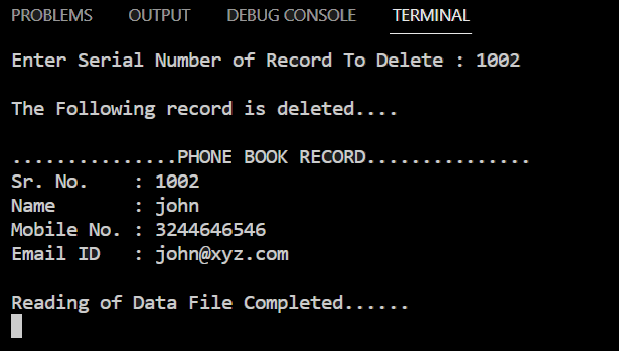 PROBLEMS OUTPUT DEBUG CONSOLE TERMINAL
Enter Serial Number of Record To Delete : 1002
The Following record is deleted....
...............PHONE BOOK RECORD...............
Sr. No.    : 1002
Name       : john
Mobile No. : 3244646546
Email ID   : john@xyz.com
Reading of Data File Completed......